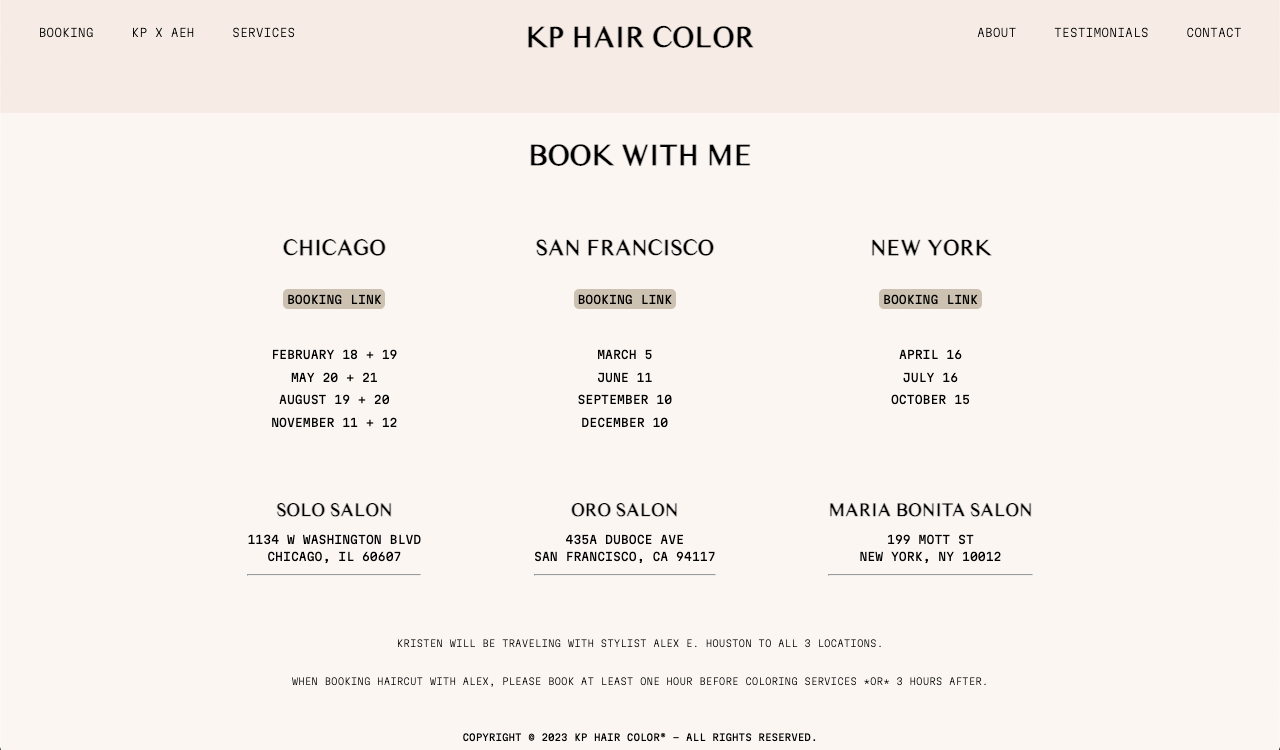 BOOKING KP X AEH SERVICES KP HAIR COLOR ABOUT TESTIMONIALS CONTACT
BOOK WITH ME
CHICAGO
BOOKING LINK
FEBRUARY 18 + 19
MAY 20 + 21
AUGUST 19 + 20
NOVEMBER 11 + 12
SOLO SALON
1134 W WASHINGTON BLVD
CHICAGO, IL 60607
SAN FRANCISCO
BOOKING LINK
MARCH 5
JUNE 11
SEPTEMBER 10
DECEMBER 10
ORO SALON
435A DUBOCE AVE
SAN FRANCISCO, CA 94117
NEW YORK
BOOKING LINK
APRIL 16
JULY 16
OCTOBER 15
MARIA BONITA SALON
199 MOTT ST
NEW YORK, NY 10012
KRISTEN WILL BE TRAVELING WITH STYLIST ALEX E. HOUSTON TO ALL 3 LOCATIONS.
WHEN BOOKING HAIRCUT WITH ALEX, PLEASE BOOK AT LEAST ONE HOUR BEFORE COLORING SERVICES *OR* 3 HOURS AFTER.
COPYRIGHT © 2023 KP HAIR COLOR® – ALL RIGHTS RESERVED.